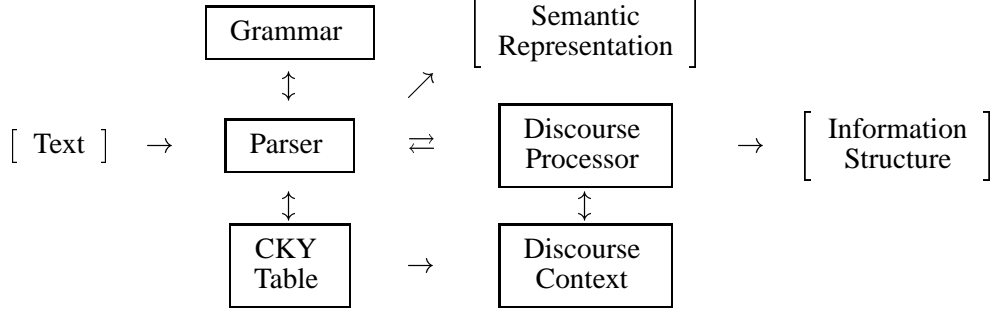 Grammar
Semantic
Representation
[ Text ] → Parser ⇄ Discourse
Processor → Information
Structure
CKY
Table → Discourse
Context